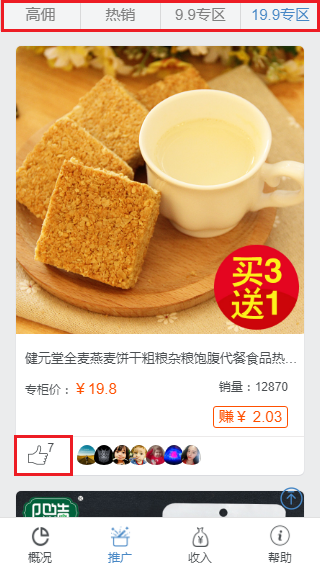 高佣 热销 9.9专区 19.9专区
买3
送1
健元堂全麦燕麦饼干粗粮杂粮饱腹代餐食品热…
专柜价：￥19.8 销量：12870
赚￥2.03
7
概况 推广 收入 帮助